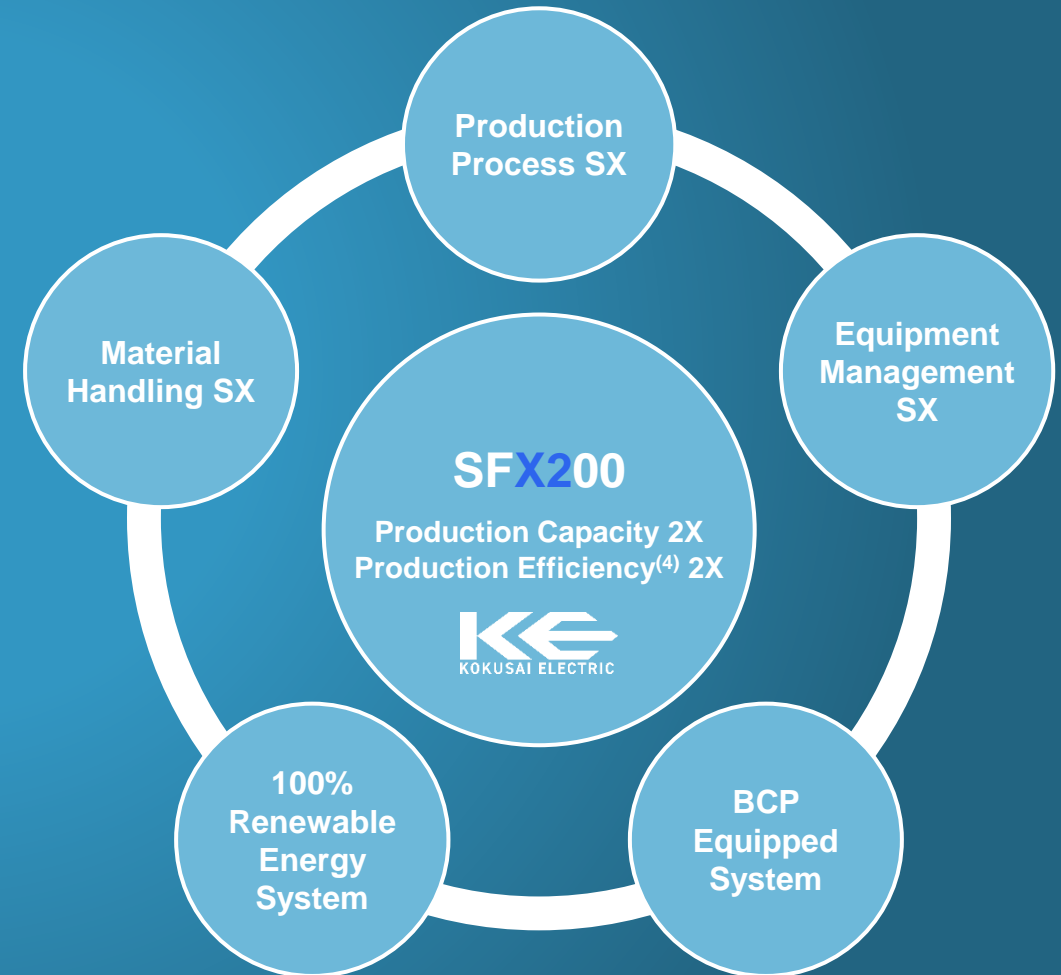 Production
Process SX
Equipment
Management
SX
Material
Handling SX
SFX200
Production Capacity 2X
Production Efficiency(4) 2X
KE
KOKUSAI ELECTRIC
100%
Renewable
Energy
System
BCP
Equipped
System